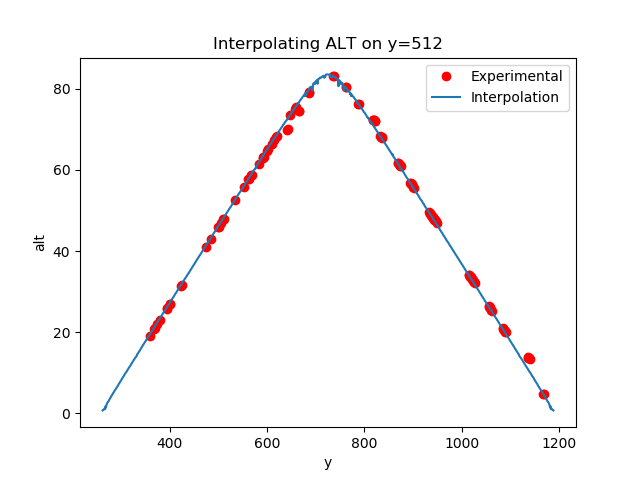 Interpolating ALT on y=512
Experimental
Interpolation
80
60
40
20
0
alt
400 600 800 1000 1200
y